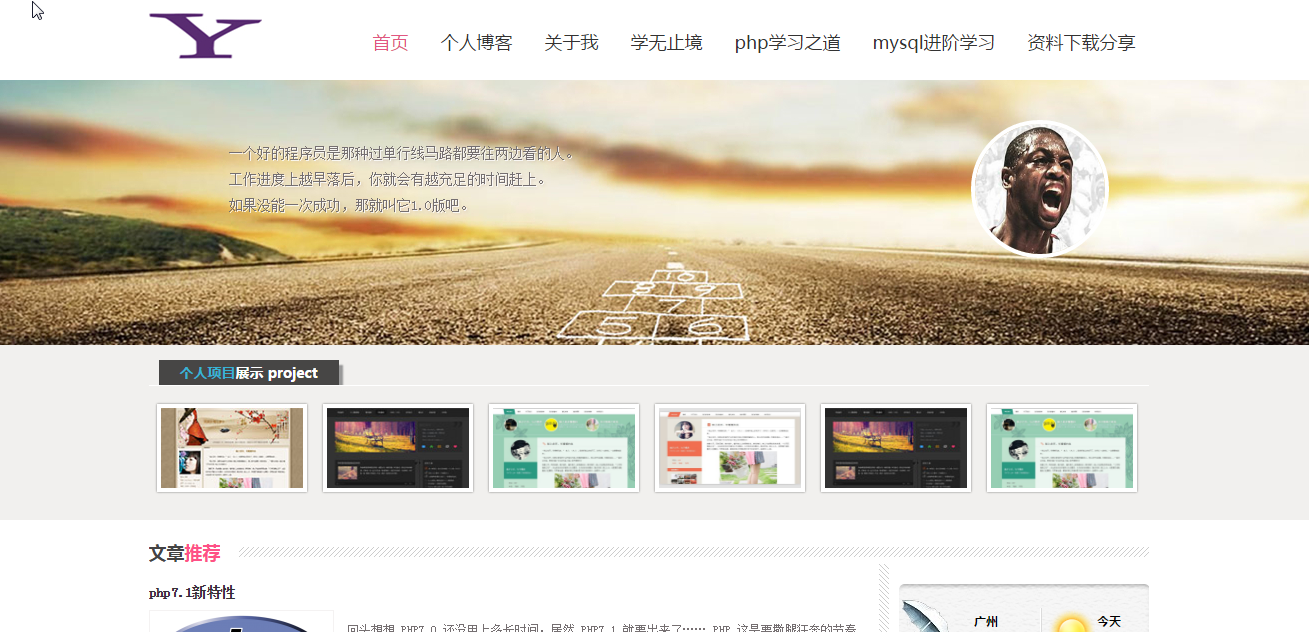 Y
首页 个人博客 关于我 学无止境 php学习之道 mysql进阶学习 资料下载分享
一个好的程序员是那种过单行线马路都要往两边看的人。
工作进度上越早落后，你就会有越充足的时间赶上。
如果没能一次成功，那就叫它1.0版吧。
10
8 9
7
5 6
个人项目展示 project
文章推荐
php7.1新特性
回头想想 PHP7.0 还没用上多长时间，居然 PHP7.1 就要出来了…… PHP 这是要撒腿狂奔的节奏
广州 今天